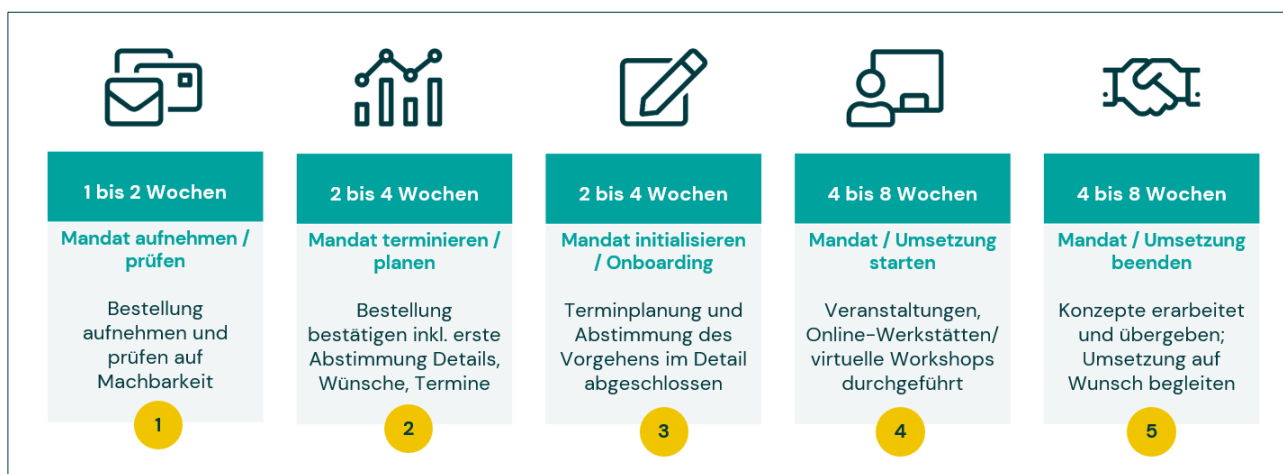 1 bis 2 Wochen
Mandat aufnehmen /
prüfen
Bestellung
aufnehmen und
prüfen auf
Machbarkeit
1
2 bis 4 Wochen
Mandat terminieren /
planen
Bestellung
bestätigen inkl. erste
Abstimmung Details,
Wünsche, Termine
2
2 bis 4 Wochen
Mandat initialisieren
/ Onboarding
Terminplanung und
Abstimmung des
Vorgehens im Detail
abgeschlossen
3
4 bis 8 Wochen
Mandat / Umsetzung
starten
Veranstaltungen,
Online-Werkstätten/
virtuelle Workshops
durchgeführt
4
4 bis 8 Wochen
Mandat / Umsetzung
beenden
Konzepte erarbeitet
und übergeben;
Umsetzung auf
Wunsch begleiten
5